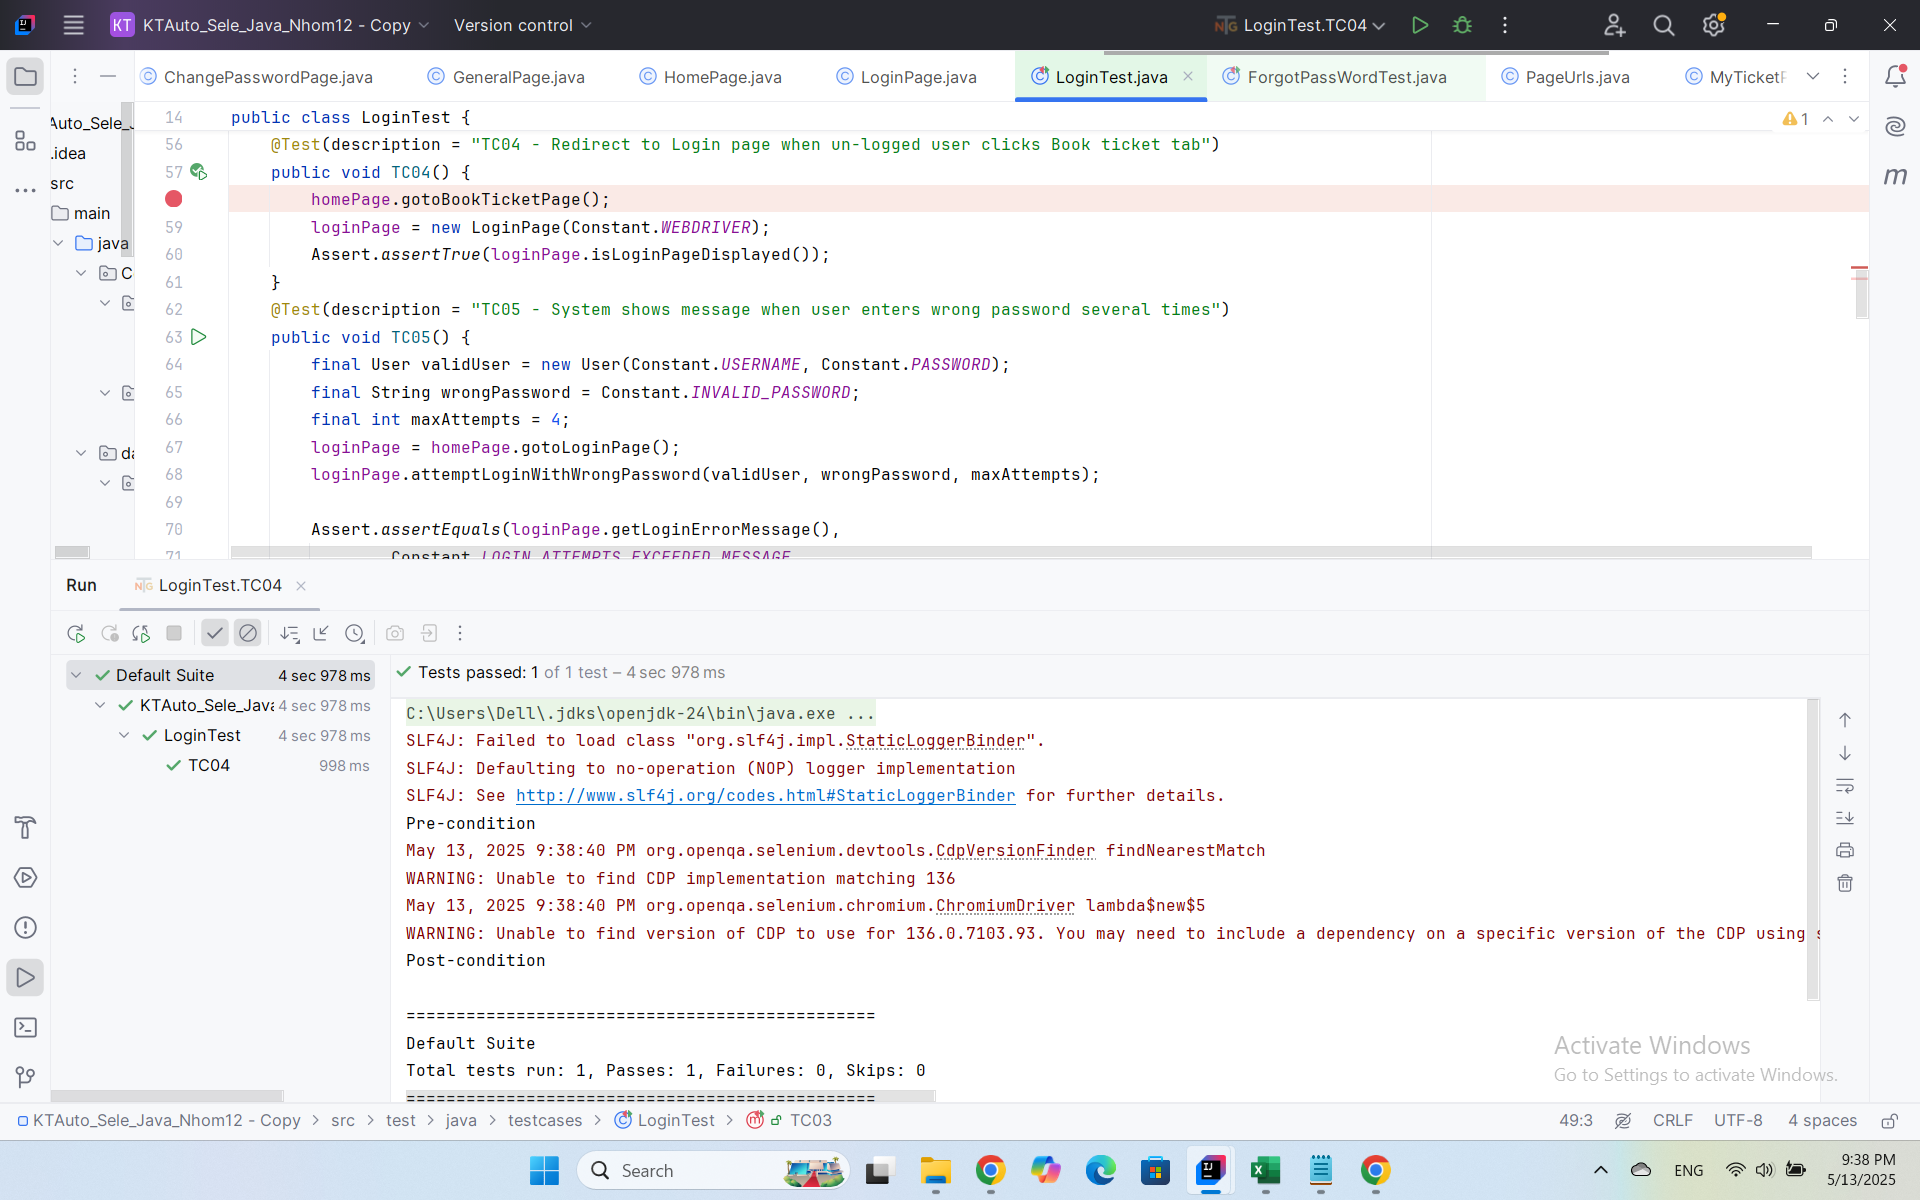 KT KTAuto_Sele_Java_Nhom12 - Copy Version control LoginTest.TC04
ChangePasswordPage.java GeneralPage.java HomePage.java LoginPage.java LoginTest.java ForgotPassWordTest.java PageUrls.java MyTicketP
Auto_Sele_J
.idea
src
main
java
C
da
14 public class LoginTest {
1
56 @Test(description = "TC04 - Redirect to Login page when un-logged user clicks Book ticket tab")
57 public void TC04() {
homePage.gotoBookTicketPage();
59 loginPage = new LoginPage(Constant.WEBDRIVER);
60 Assert.assertTrue(loginPage.isLoginPageDisplayed());
61 }
62 @Test(description = "TC05 - System shows message when user enters wrong password several times")
63 public void TC05() {
64 final User validUser = new User(Constant.USERNAME, Constant.PASSWORD);
65 final String wrongPassword = Constant.INVALID_PASSWORD;
66 final int maxAttempts = 4;
67 loginPage = homePage.gotoLoginPage();
68 loginPage.attemptLoginWithWrongPassword(validUser, wrongPassword, maxAttempts);
69
70 Assert.assertEquals(loginPage.getLoginErrorMessage(),
71 Constant.LOGIN_ATTEMPTS_EXCEEDED_MESSAGE
Run LoginTest.TC04
Default Suite 4 sec 978 ms
KTAuto_Sele_Java 4 sec 978 ms
LoginTest 4 sec 978 ms
TC04 998 ms
Tests passed: 1 of 1 test – 4 sec 978 ms
C:\Users\Dell\.jdks\openjdk-24\bin\java.exe ...
SLF4J: Failed to load class "org.slf4j.impl.StaticLoggerBinder".
SLF4J: Defaulting to no-operation (NOP) logger implementation
SLF4J: See http://www.slf4j.org/codes.html#StaticLoggerBinder for further details.
Pre-condition
May 13, 2025 9:38:40 PM org.openqa.selenium.devtools.CdpVersionFinder findNearestMatch
WARNING: Unable to find CDP implementation matching 136
May 13, 2025 9:38:40 PM org.openqa.selenium.chromium.ChromiumDriver lambda$new$5
WARNING: Unable to find version of CDP to use for 136.0.7103.93. You may need to include a dependency on a specific version of the CDP using s
Post-condition
===============================================
Default Suite
Total tests run: 1, Passes: 1, Failures: 0, Skips: 0
===============================================
Activate Windows
Go to Settings to activate Windows.
KTAuto_Sele_Java_Nhom12 - Copy > src > test > java > testcases > LoginTest > TC03 49:3 CRLF UTF-8 4 spaces
Search
ENG
9:38 PM
5/13/2025